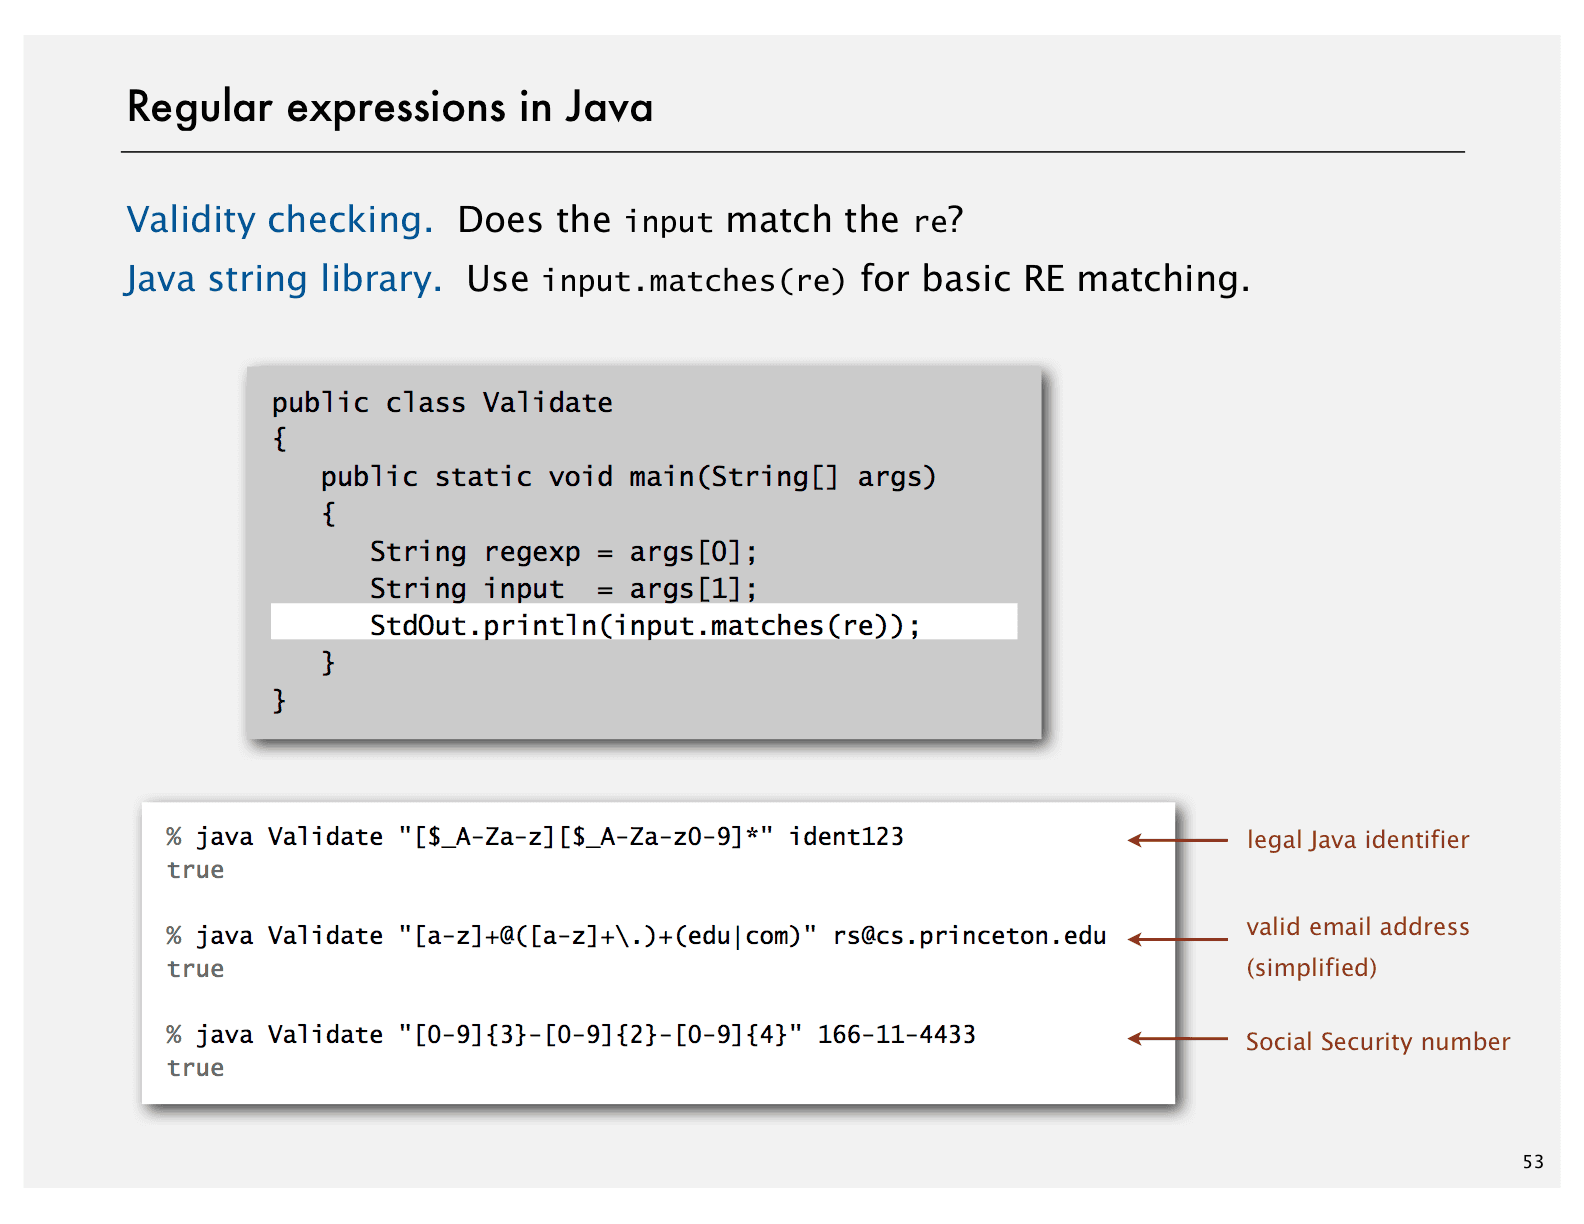 Regular expressions in Java
Validity checking. Does the input match the re?
Java string library. Use input.matches(re) for basic RE matching.
public class Validate
{
   public static void main(String[] args)
   {
      String regexp = args[0];
      String input  = args[1];
      StdOut.println(input.matches(re));
   }
}
% java Validate "[$_A-Za-z][$_A-Za-z0-9]*" ident123
legal Java identifier
true
% java Validate "[a-z]+@([a-z]+\.)+(edu|com)" rs@cs.princeton.edu
valid email address
(simplified)
true
% java Validate "[0-9]{3}-[0-9]{2}-[0-9]{4}" 166-11-4433
Social Security number
true
53